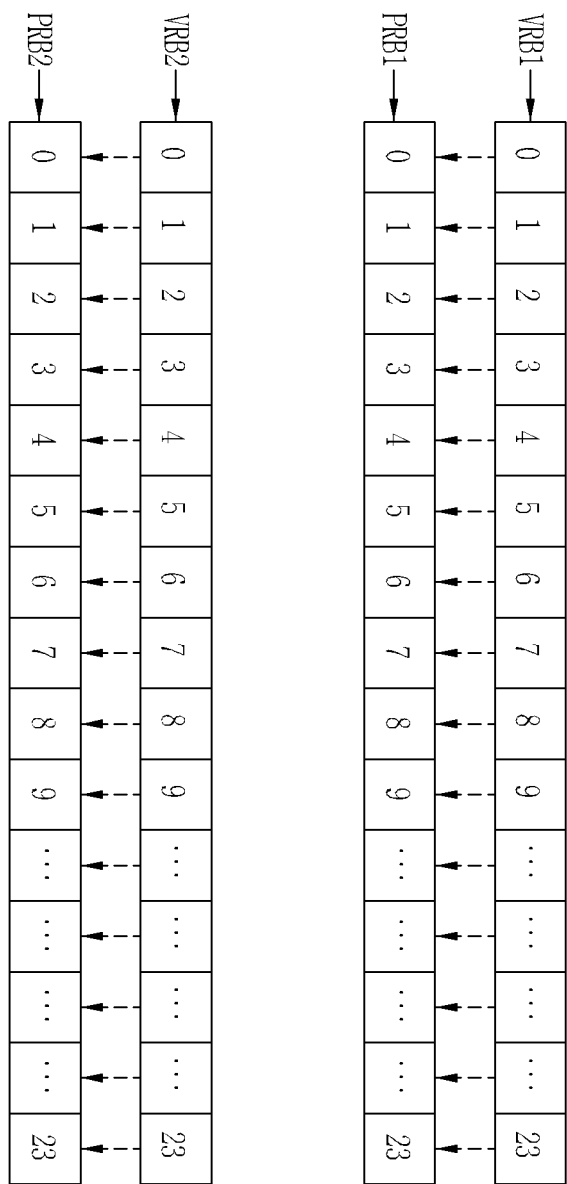 VRB1 0 1 2 3 4 5 6 7 8 9 ... ... ... ... 23
PRB1 0 1 2 3 4 5 6 7 8 9 ... ... ... ... 23
VRB2 0 1 2 3 4 5 6 7 8 9 ... ... ... ... 23
PRB2 0 1 2 3 4 5 6 7 8 9 ... ... ... ... 23